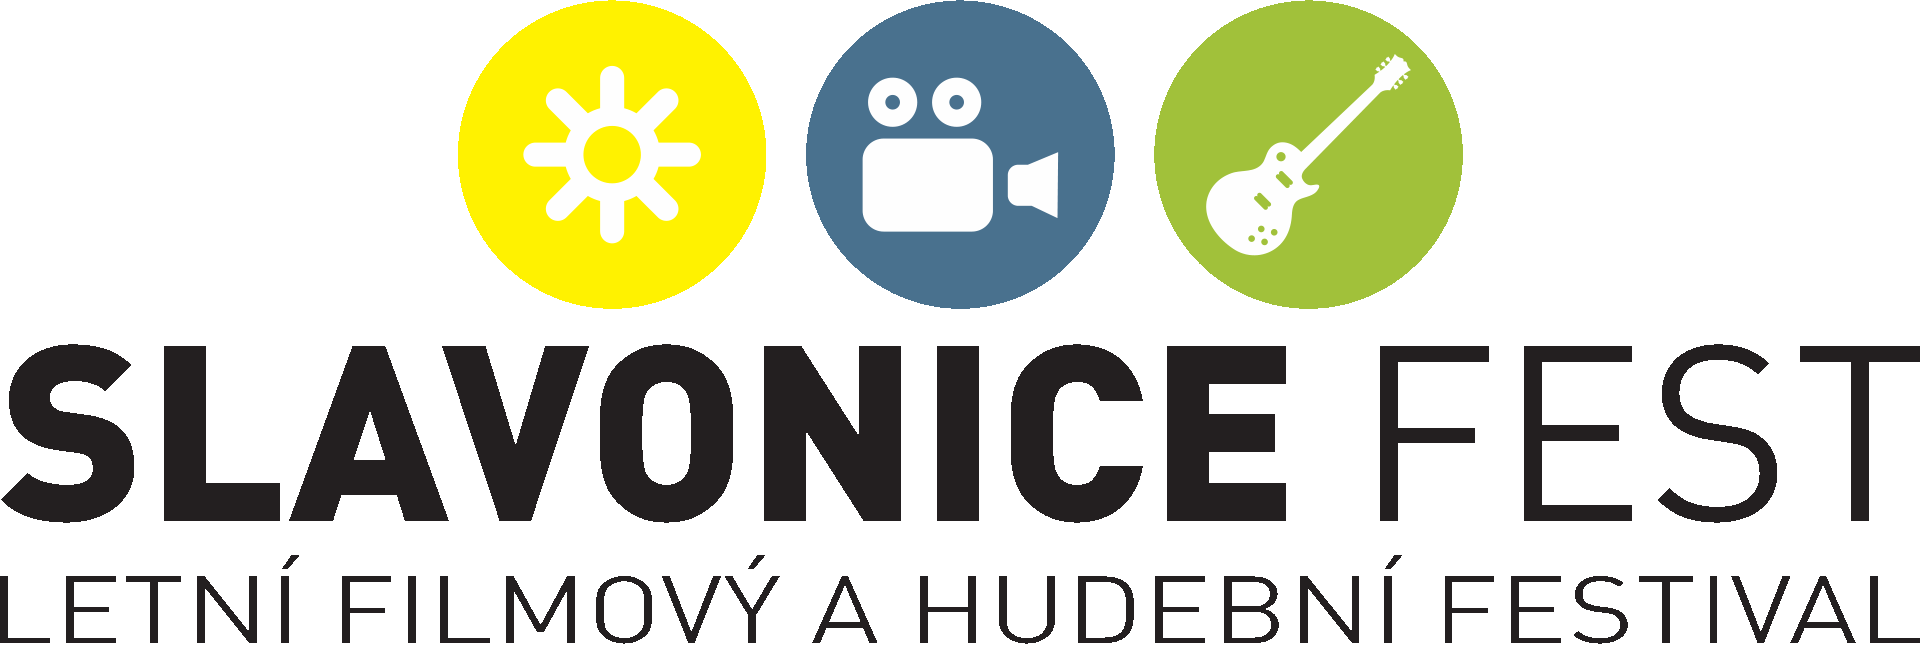 SLAVONICE FEST
LETNÍ FILMOVÝ A HUDEBNÍ FESTIVAL